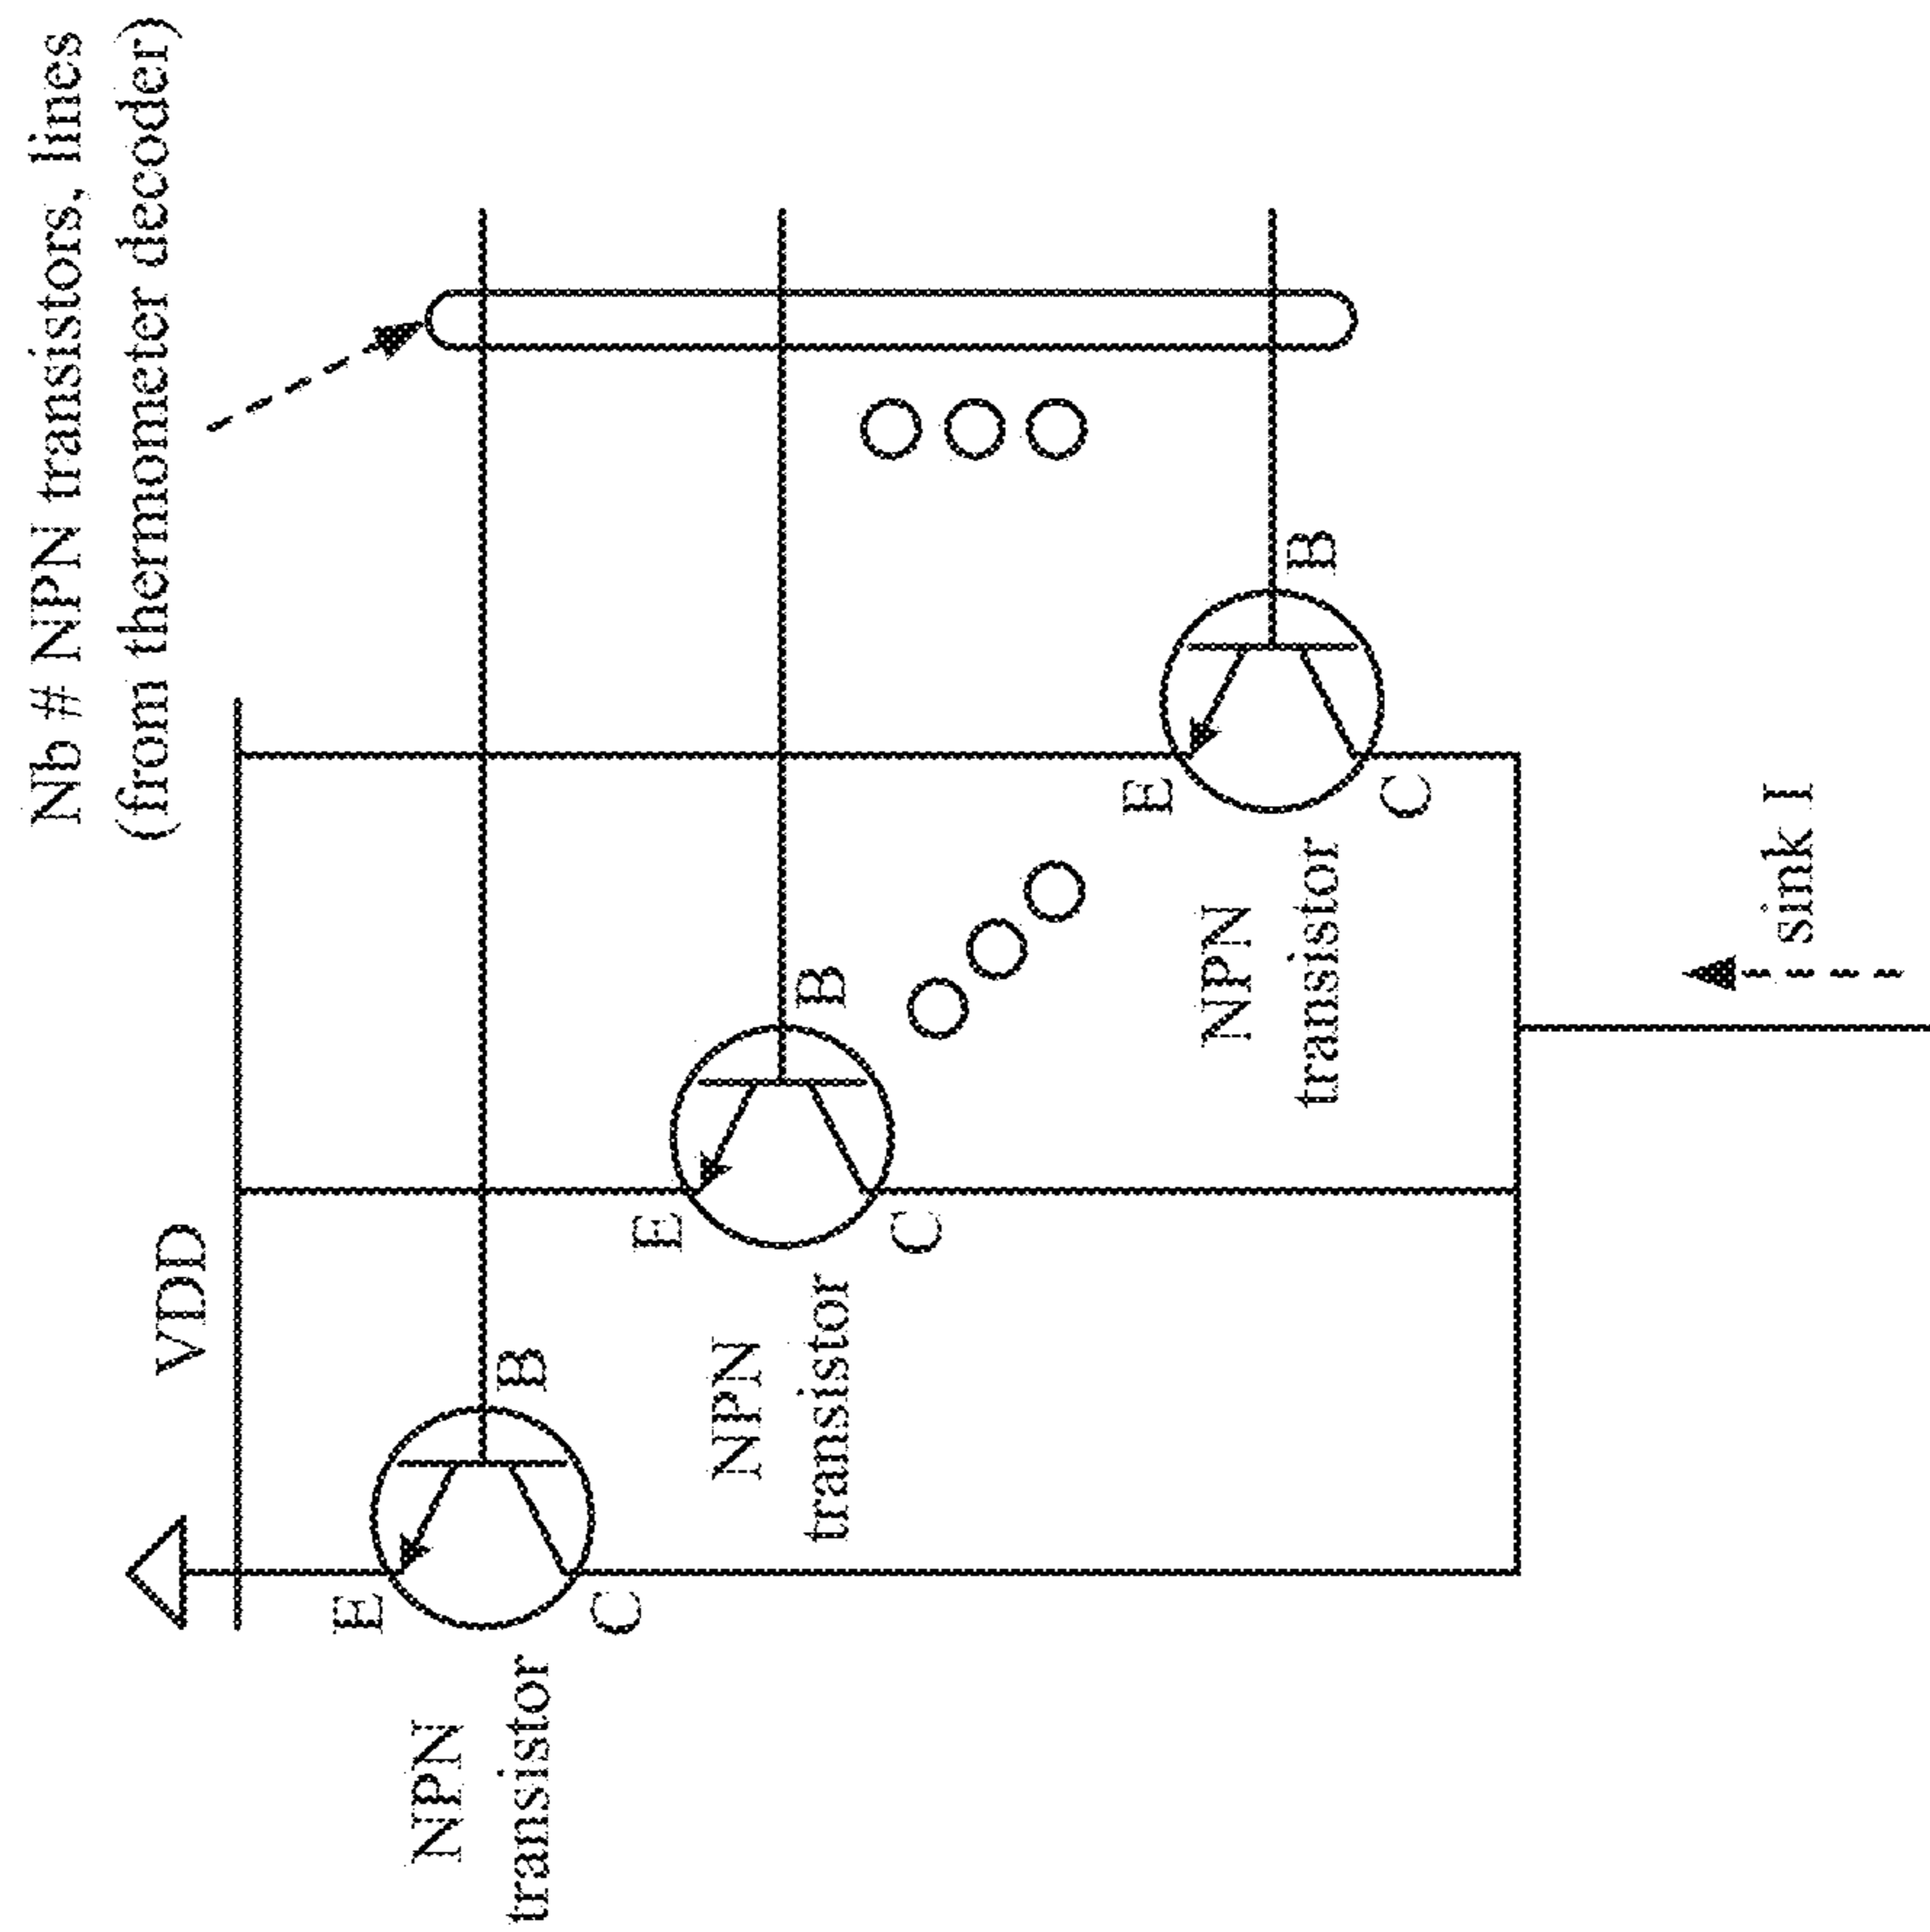 Nb # NPN transistors, lines
(from thermometer decoder)
VDD
NPN
transistor
E
B
C
NPN
transistor
E
B
C
NPN
transistor
E
B
C
sink I